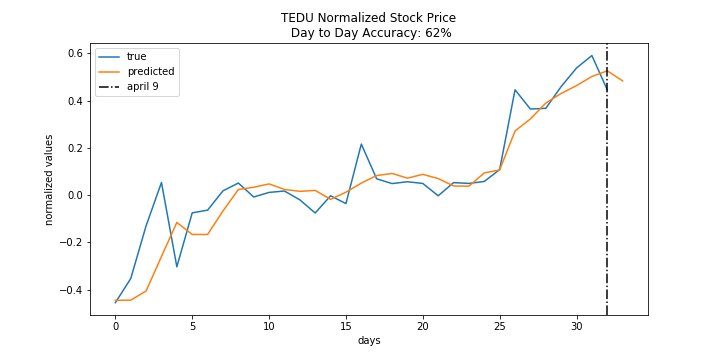 TEDU Normalized Stock Price
Day to Day Accuracy: 62%
true
predicted
april 9
normalized values
0.6
0.4
0.2
0.0
−0.2
−0.4
0 5 10 15 20 25 30
days